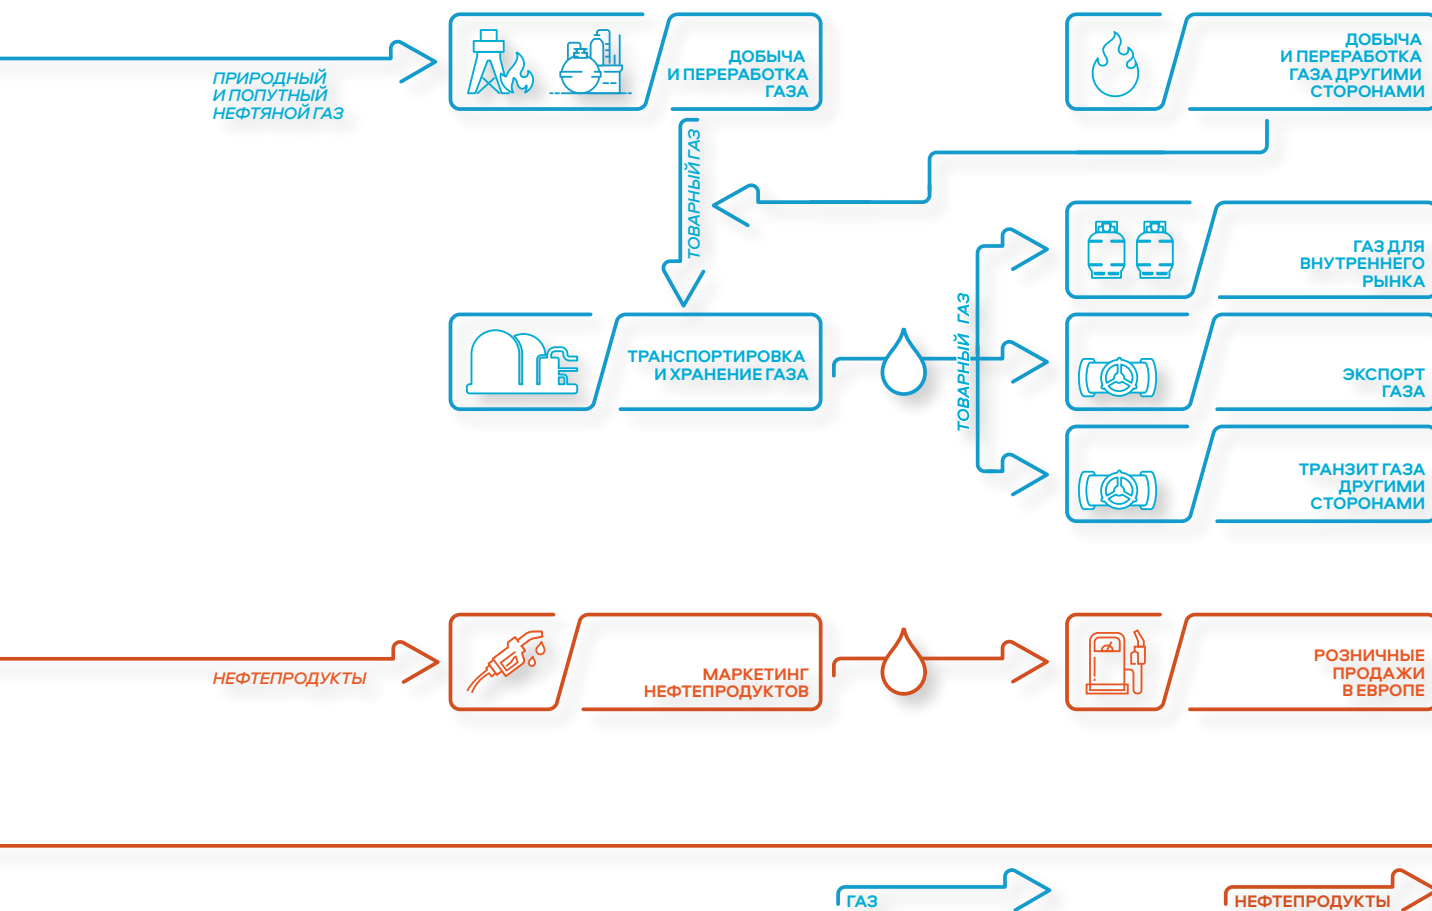 ПРИРОДНЫЙ
И ПОПУТНЫЙ
НЕФТЯНОЙ ГАЗ
ДОБЫЧА
И ПЕРЕРАБОТКА
ГАЗА
ДОБЫЧА
И ПЕРЕРАБОТКА
ГАЗА ДРУГИМИ
СТОРОНАМИ
ТОВАРНЫЙ ГАЗ
ТРАНСПОРТИРОВКА
И ХРАНЕНИЕ ГАЗА
ТОВАРНЫЙ ГАЗ
ГАЗ ДЛЯ
ВНУТРЕННЕГО
РЫНКА
ЭКСПОРТ
ГАЗА
ТРАНЗИТ ГАЗА
ДРУГИМИ
СТОРОНАМИ
НЕФТЕПРОДУКТЫ
МАРКЕТИНГ
НЕФТЕПРОДУКТОВ
РОЗНИЧНЫЕ
ПРОДАЖИ
В ЕВРОПЕ
ГАЗ
НЕФТЕПРОДУКТЫ